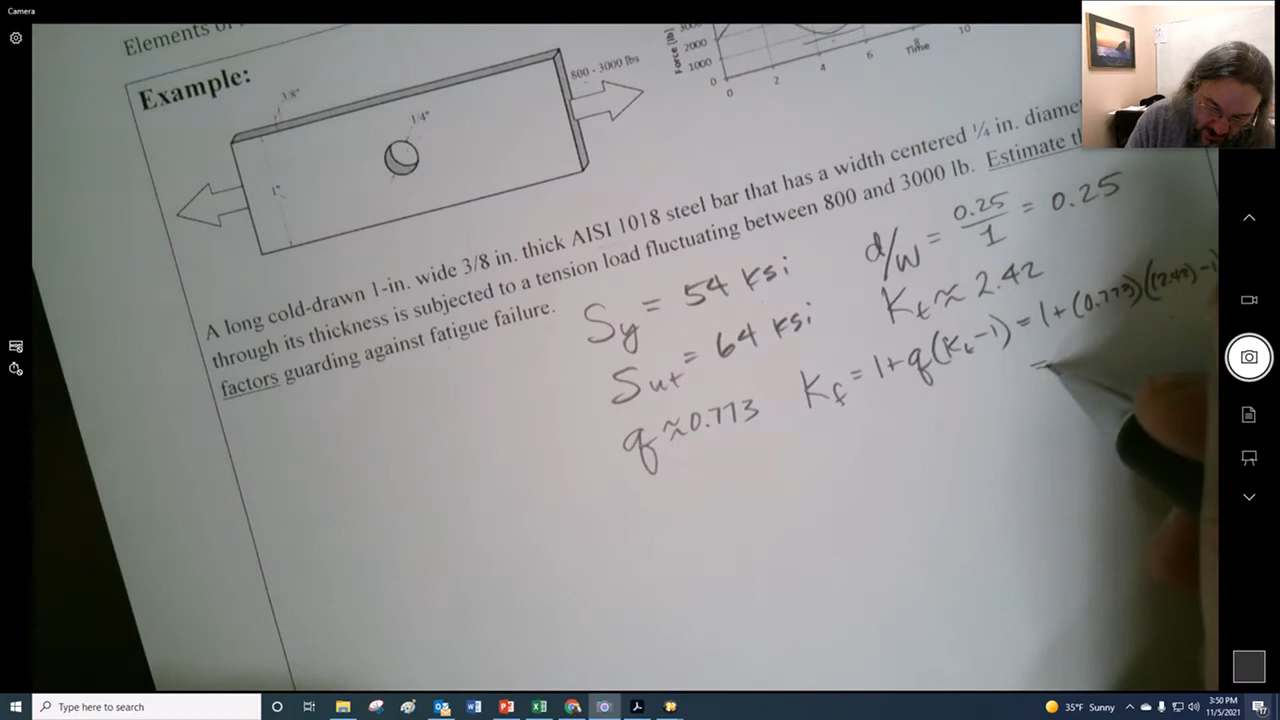 Camera
Elements of
Example:
3/8"
1/4"
1"
800 - 3000 lbs
Force (lb)
2000
1000
0
0
2
4
6
8
10
Time
A long cold-drawn 1-in. wide 3/8 in. thick AISI 1018 steel bar that has a width centered ¼ in.
through its thickness is subjected to a tension load fluctuating between 800 and 3000 lb. Estimate
factors guarding against fatigue failure.
Sy = 54 ksi
Sut = 64 ksi
q ≈ 0.773
d/w = 0.25/1 = 0.25
Kt ≈ 2.42
Kf = 1+q(Kt-1) = 1+(0.773)((2.42)-1)
=
Type here to search
35°F Sunny
3:50 PM
11/5/2021
17